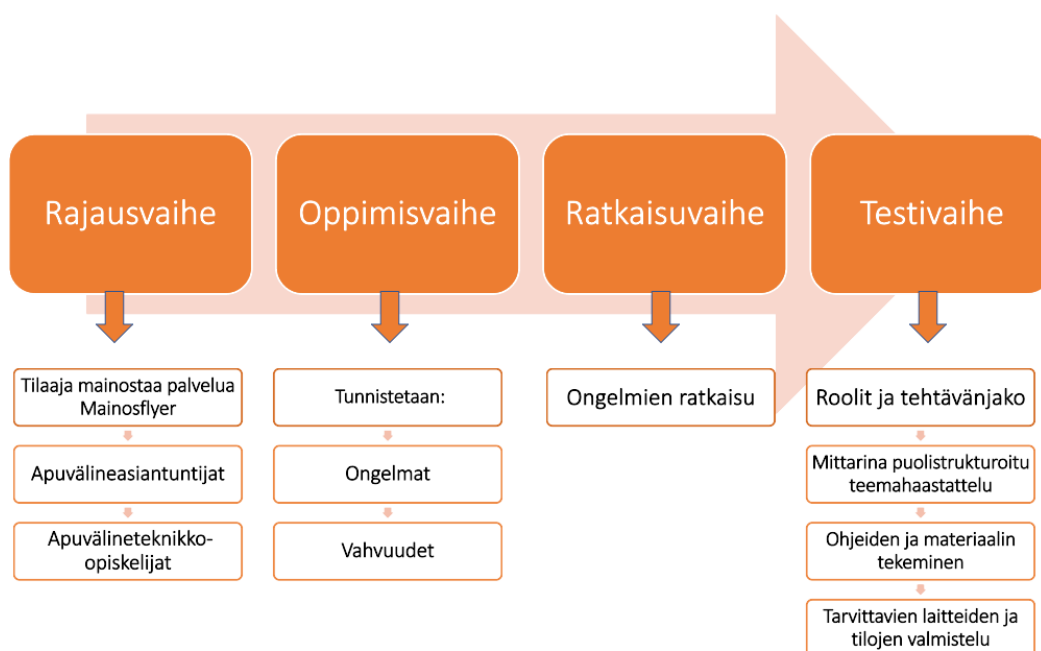 Rajausvaihe
Oppimisvaihe
Ratkaisuvaihe
Testivaihe
Tilaaja mainostaa palvelua
Mainosflyer
Apuvälineasiantuntijat
Apuvälineteknikko-
opiskelijat
Tunnistetaan:
Ongelmat
Vahvuudet
Ongelmien ratkaisu
Roolit ja tehtävänjako
Mittarina puolistrukturoitu
teemahaastattelu
Ohjeiden ja materiaalin
tekeminen
Tarvittavien laitteiden ja
tilojen valmistelu